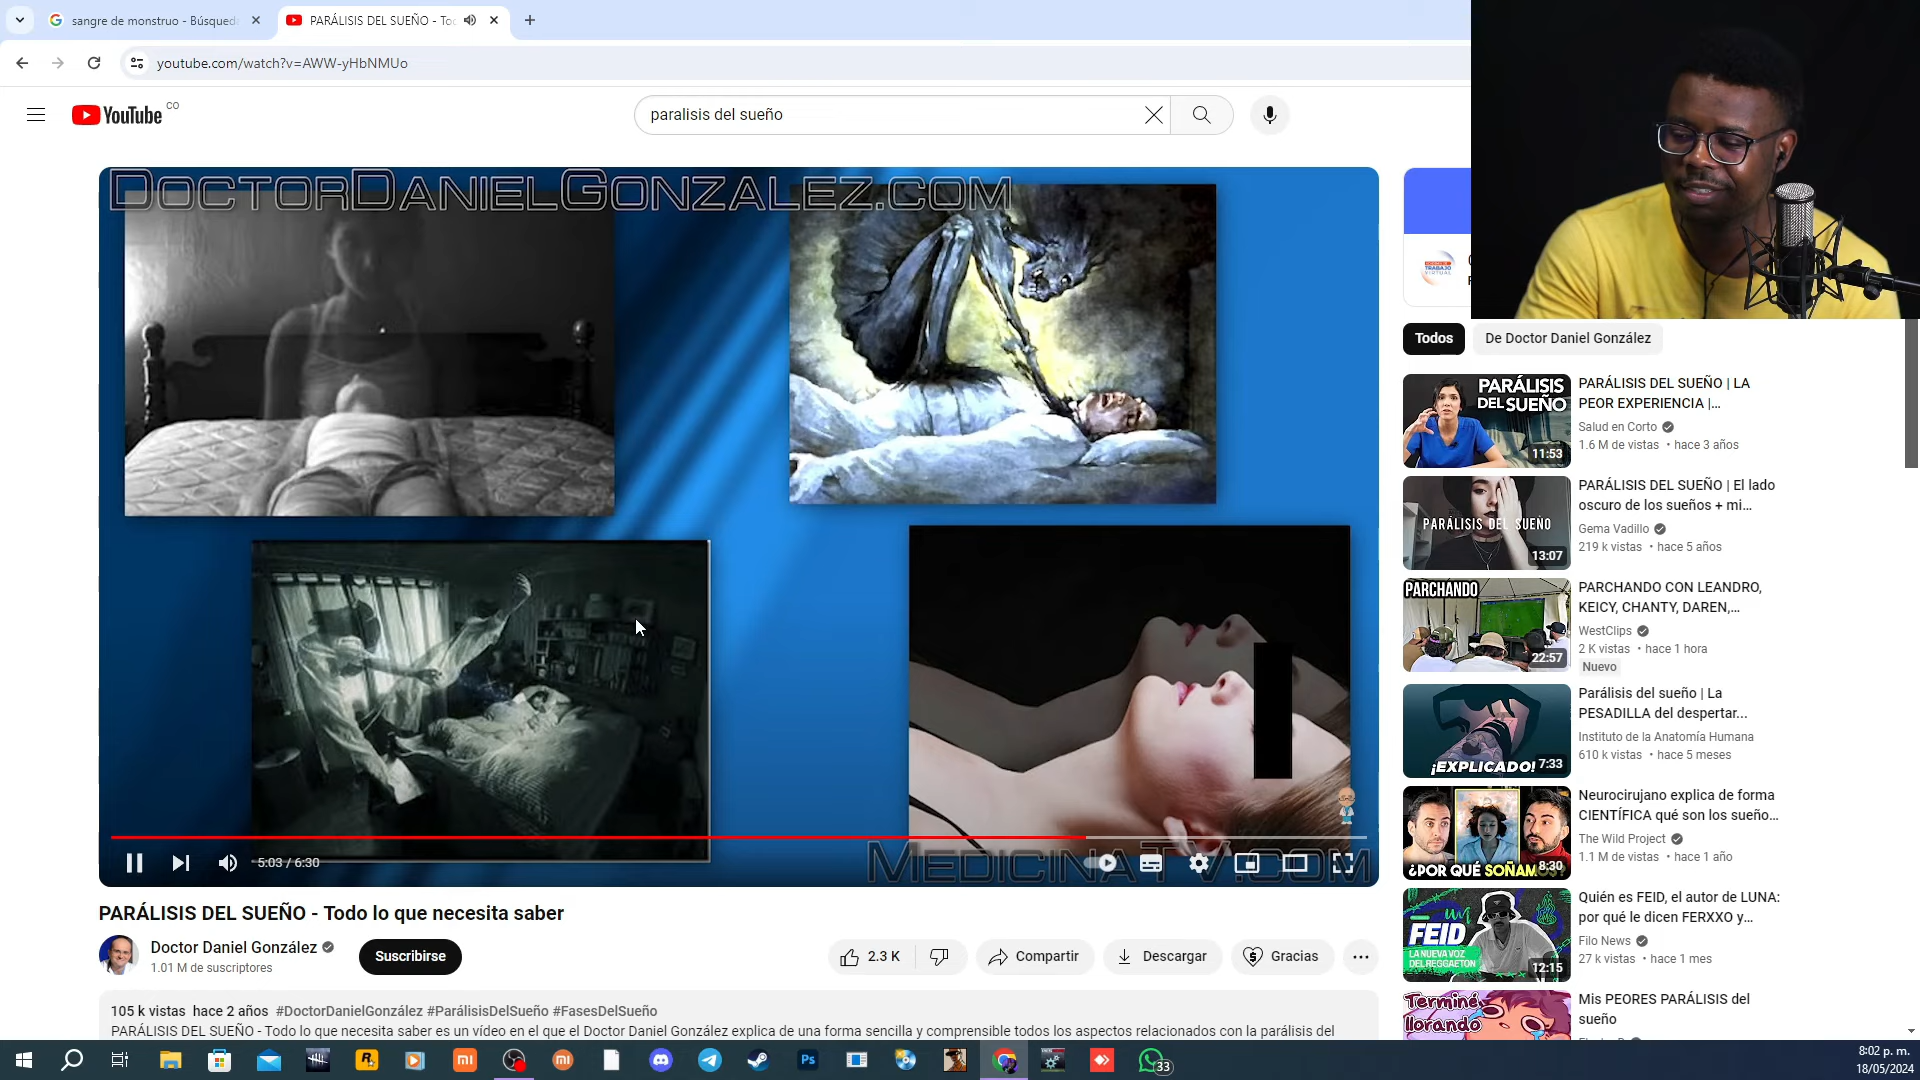 sangre de monstruo - Búsqued
PARÁLISIS DEL SUEÑO - To
youtube.com/watch?v=AWW-yHbNMUo
YouTube CO
paralisis del sueño
DOCTORDANIELGONZALEZ.COM
MEDICINATV.COM
5:03 / 6:30
PARÁLISIS DEL SUEÑO - Todo lo que necesita saber
Doctor Daniel González
1.01 M de suscriptores
Suscribirse
2.3 K
Compartir
Descargar
Gracias
105 k vistas hace 2 años #DoctorDanielGonzález #ParálisisDelSueño #FasesDelSueño
PARÁLISIS DEL SUEÑO - Todo lo que necesita saber es un vídeo en el que el Doctor Daniel González explica de una forma sencilla y comprensible todos los aspectos relacionados con la parálisis del
TRABAJO
VIRTUAL
Todos
De Doctor Daniel González
PARÁLISIS
DEL SUEÑO
11:53
PARÁLISIS DEL SUEÑO | LA
PEOR EXPERIENCIA |...
Salud en Corto
1.6 M de vistas • hace 3 años
PARÁLISIS DEL SUEÑO
13:07
PARÁLISIS DEL SUEÑO | El lado
oscuro de los sueños + mi...
Gema Vadillo
219 k vistas • hace 5 años
PARCHANDO
22:57
PARCHANDO CON LEANDRO,
KEICY, CHANTY, DAREN,...
WestClips
2 K vistas • hace 1 hora
Nuevo
¡EXPLICADO!
7:33
Parálisis del sueño | La
PESADILLA del despertar...
Instituto de la Anatomía Humana
610 k vistas • hace 5 meses
¿POR QUÉ SOÑAM
8:30
Neurocirujano explica de forma
CIENTÍFICA qué son los sueño...
The Wild Project
1.1 M de vistas • hace 1 año
FEID
LA NUEVA VOZ
DEL REGGAETON
12:15
Quién es FEID, el autor de LUNA:
por qué le dicen FERXXO y...
Filo News
27 k vistas • hace 1 mes
Terminé
llorando
Mis PEORES PARÁLISIS del
sueño
Ps
33
8:02 p. m.
18/05/2024